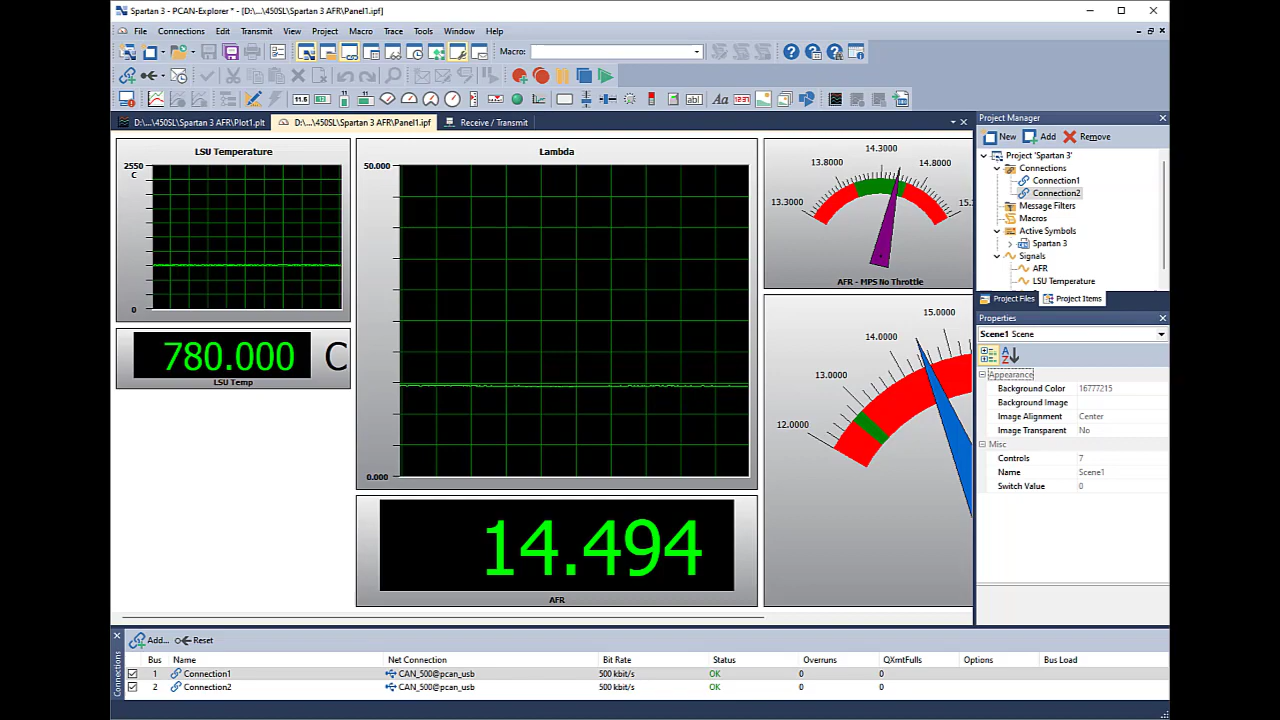 Spartan 3 - PCAN-Explorer * - [D:\...\450SL\Spartan 3 AFR\Panel1.ipf]
File Connections Edit Transmit View Project Macro Trace Tools Window Help
Macro:
D:\...\450SL\Spartan 3 AFR\Plot1.plt
D:\...\450SL\Spartan 3 AFR\Panel1.ipf
Receive / Transmit
LSU Temperature
2550
C
0
780.000 C
LSU Temp
Lambda
50.000
0.000
14.494
AFR
14.3000
13.8000
14.8000
13.3000
15.
AFR - MPS No Throttle
15.0000
14.0000
13.0000
12.0000
Project Manager
New Add Remove
Project 'Spartan 3'
Connections
Connection1
Connection2
Message Filters
Macros
Active Symbols
Spartan 3
Signals
AFR
LSU Temperature
Project Files Project Items
Properties
Scene1 Scene
Appearance
Background Color 16777215
Background Image
Image Alignment Center
Image Transparent No
Misc
Controls 7
Name Scene1
Switch Value 0
Connections
Add... Reset
Bus Name Net Connection Bit Rate Status Overruns QXmtFulls Options Bus Load
1 Connection1 CAN_500@pcan_usb 500 kbit/s OK 0 0
2 Connection2 CAN_500@pcan_usb 500 kbit/s OK 0 0